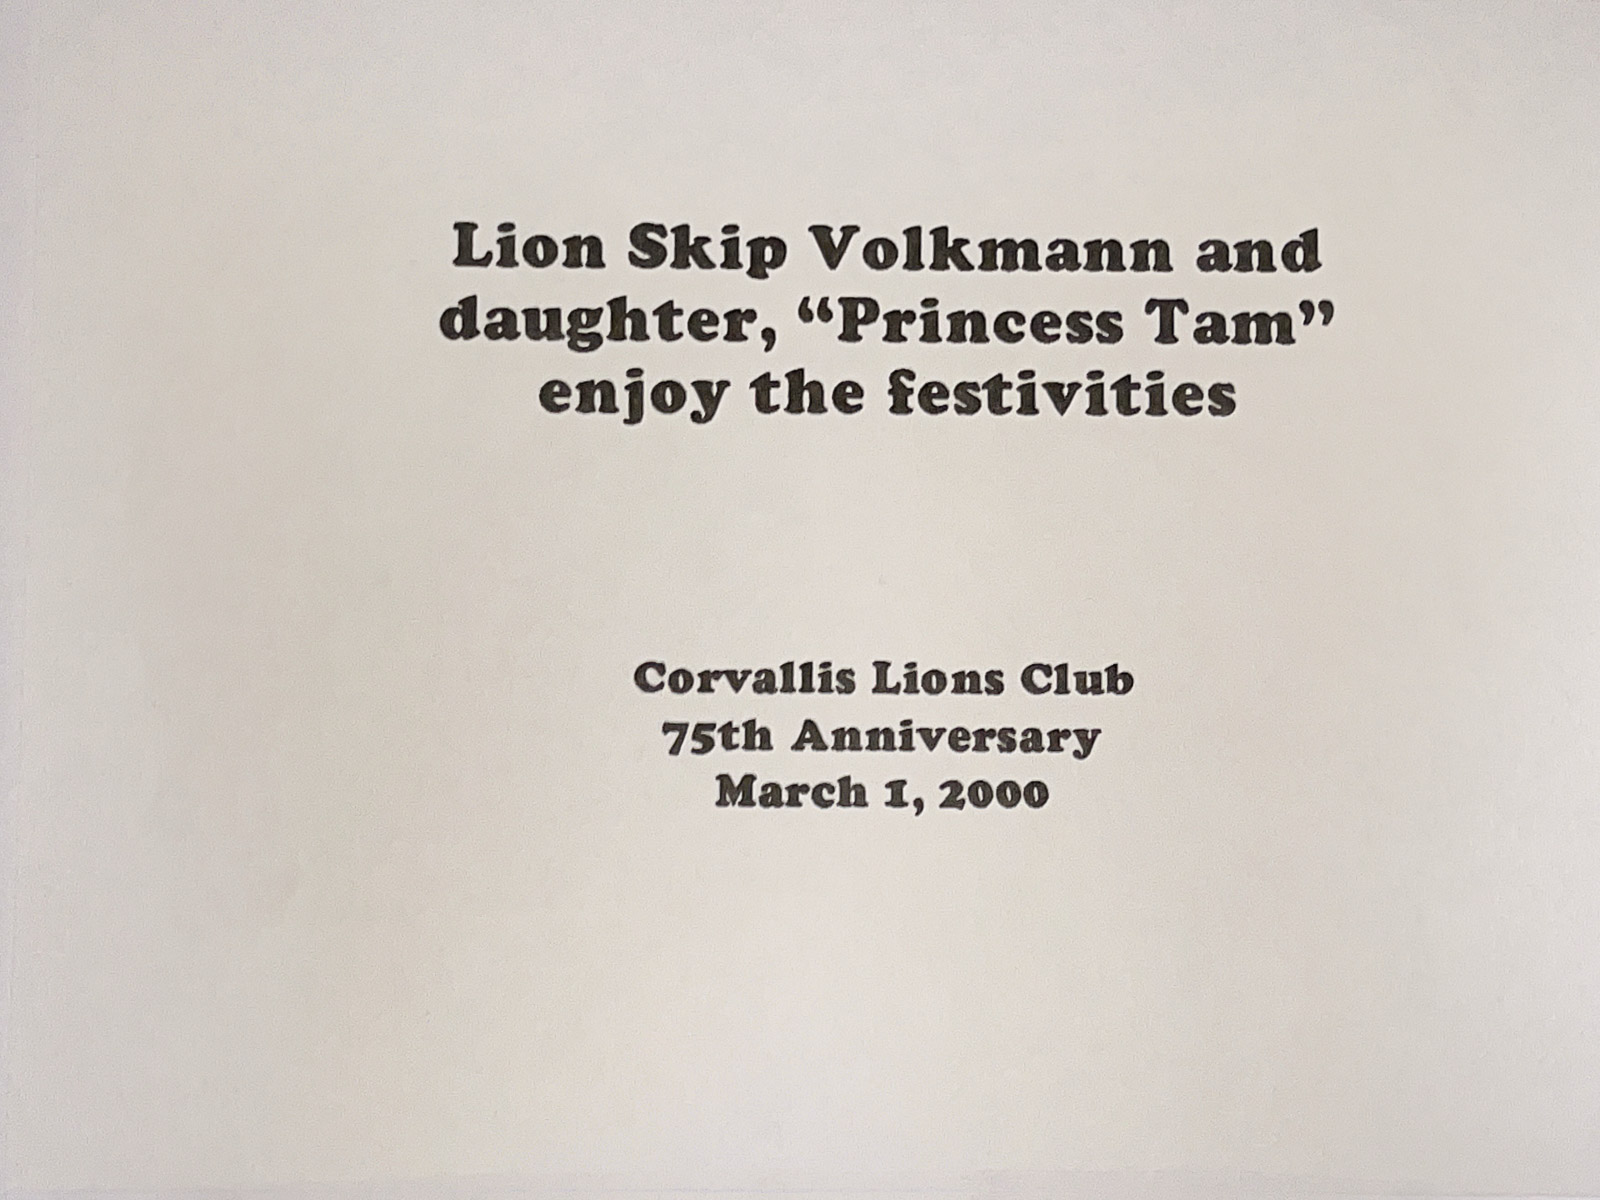 Lion Skip Volkmann and
daughter, “Princess Tam”
enjoy the festivities
Corvallis Lions Club
75th Anniversary
March 1, 2000